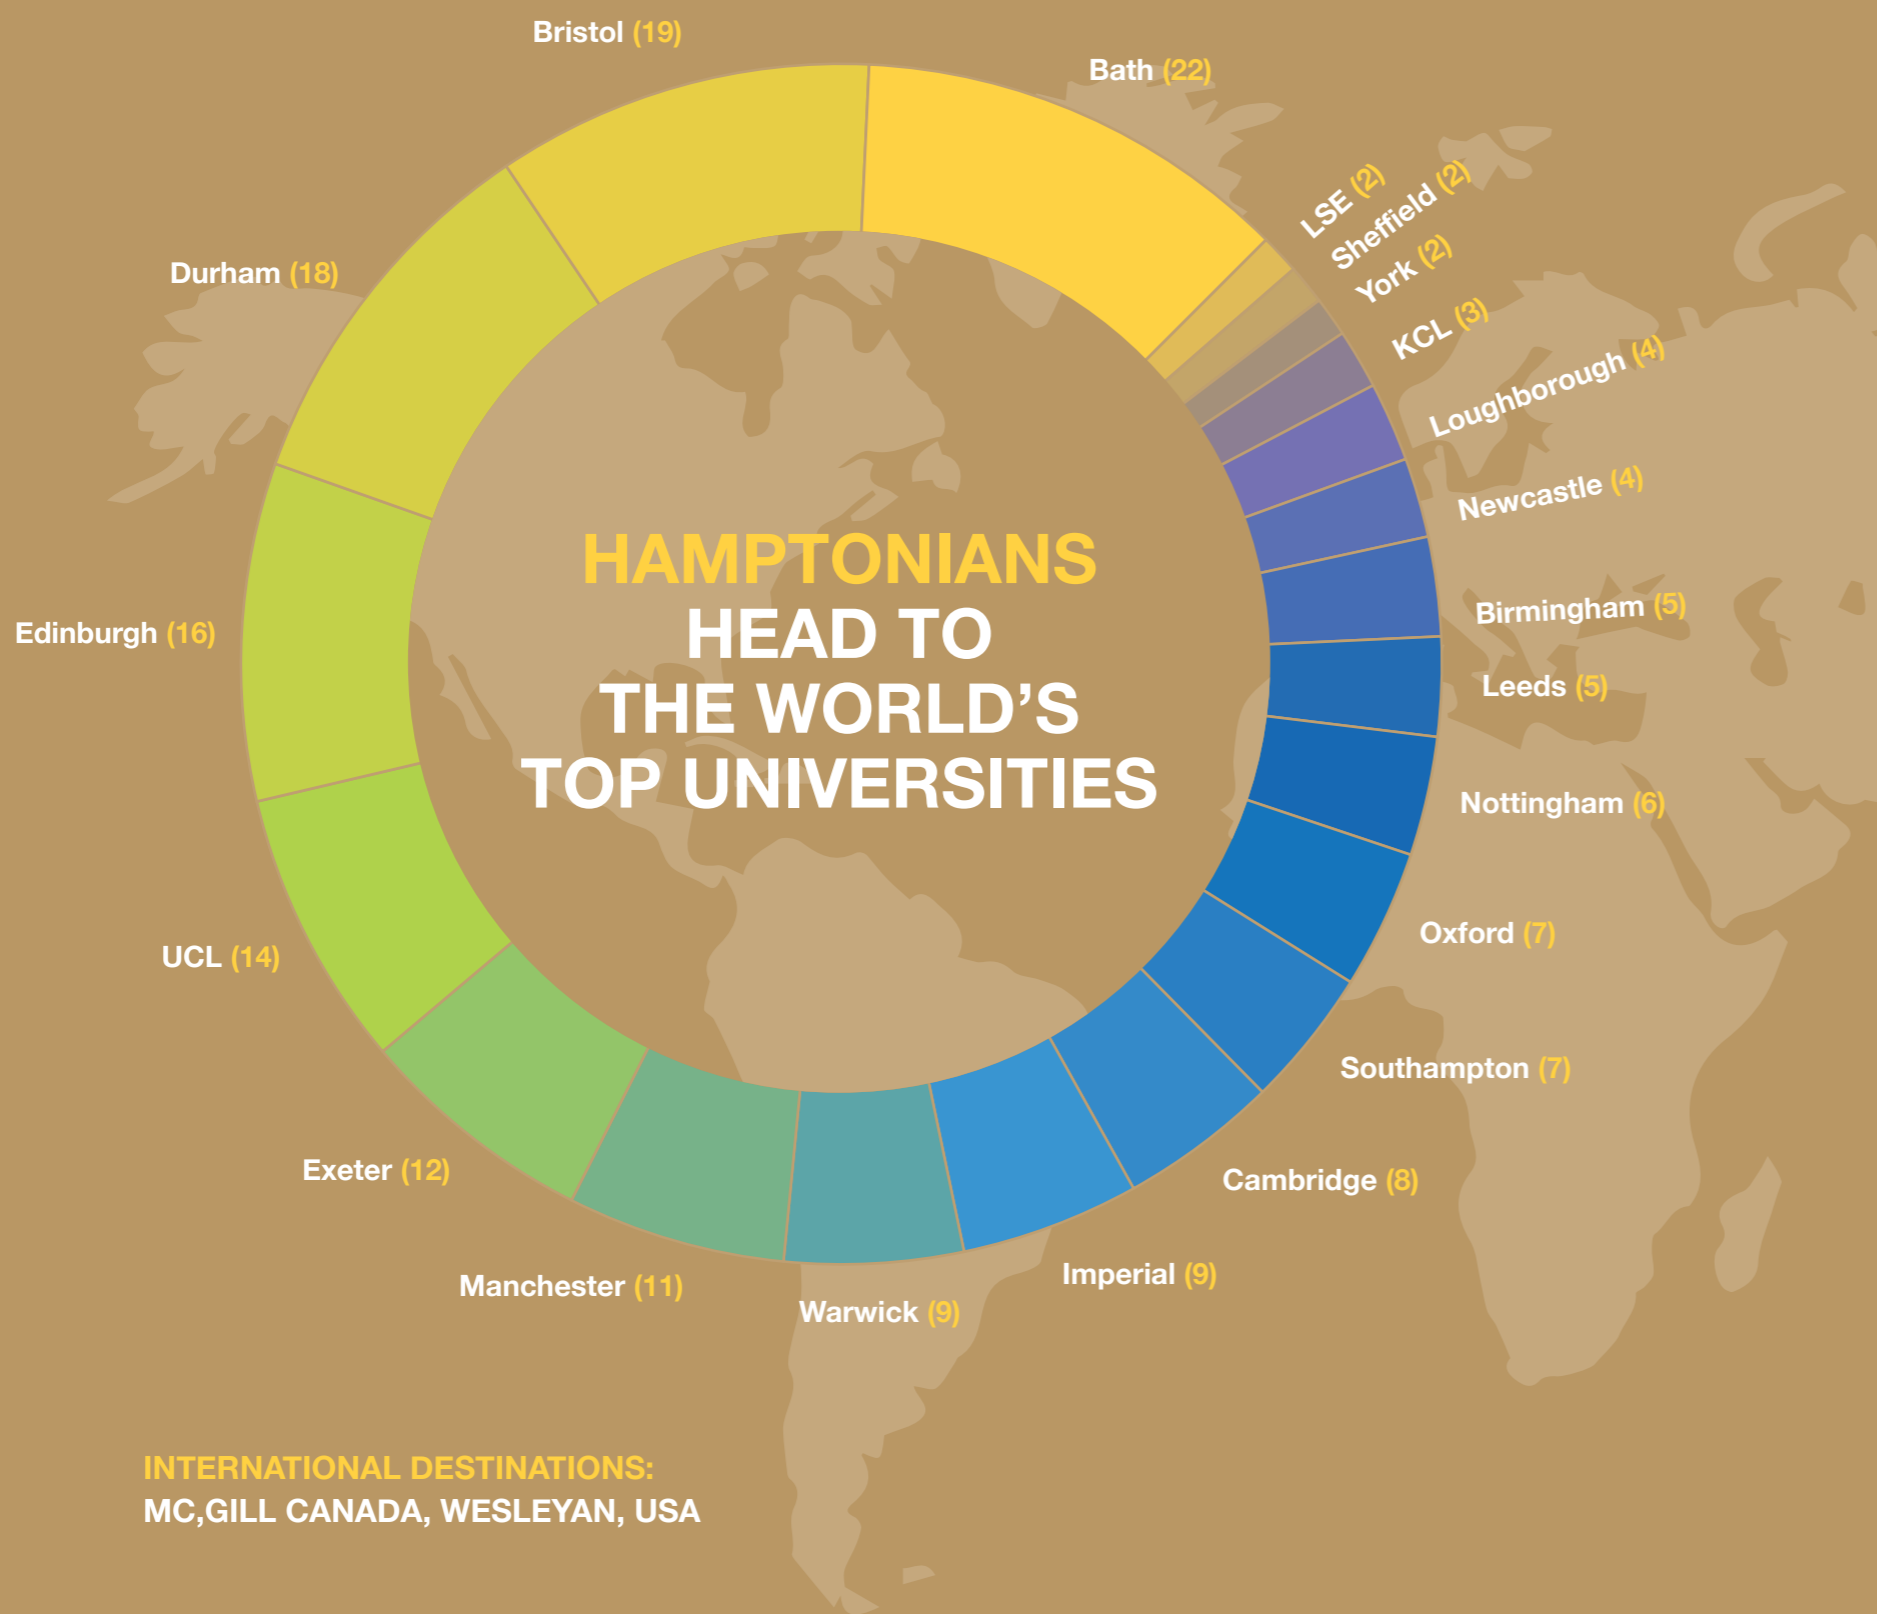 Bristol (19)
Bath (22)
LSE (2)
Sheffield (2)
York (2)
KCL (3)
Loughborough (4)
Newcastle (4)
Birmingham (5)
Leeds (5)
Nottingham (6)
Oxford (7)
Southampton (7)
Cambridge (8)
Imperial (9)
Warwick (9)
Manchester (11)
Exeter (12)
UCL (14)
Edinburgh (16)
Durham (18)
HAMPTONIANS
HEAD TO
THE WORLD’S
TOP UNIVERSITIES
INTERNATIONAL DESTINATIONS:
MC,GILL CANADA, WESLEYAN, USA